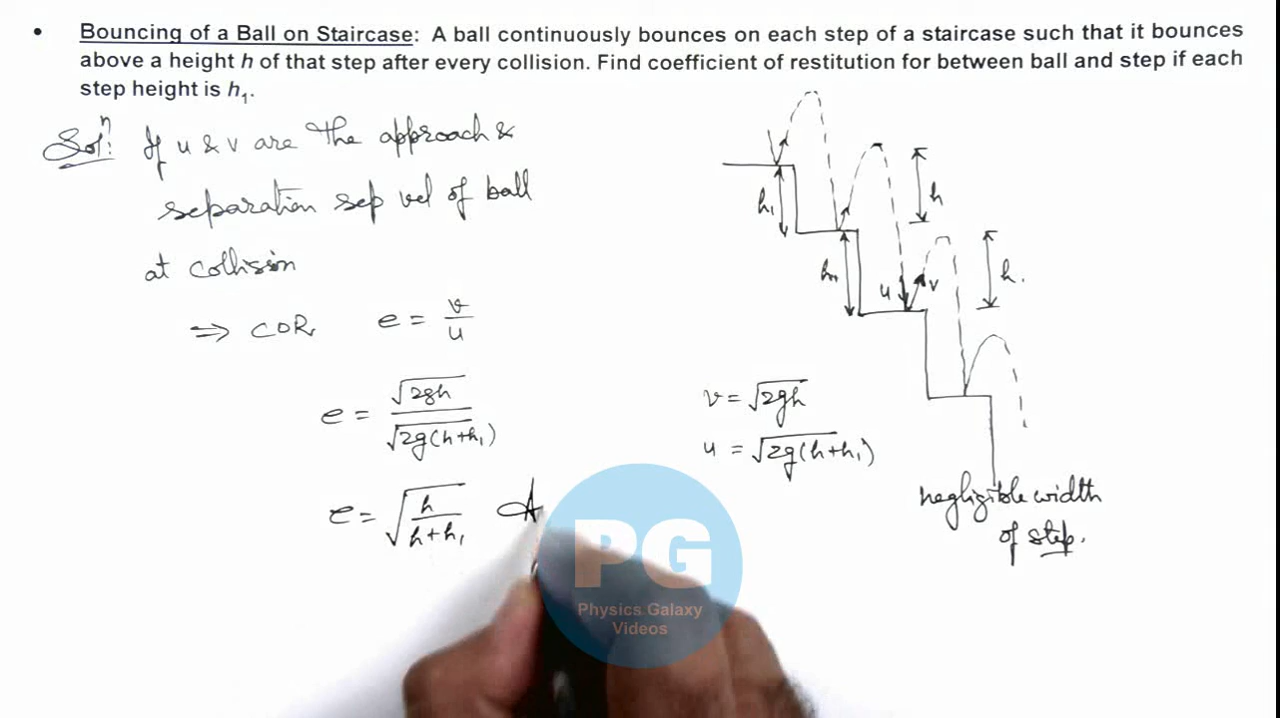 • Bouncing of a Ball on Staircase: A ball continuously bounces on each step of a staircase such that it bounces
above a height h of that step after every collision. Find coefficient of restitution for between ball and step if each
step height is h₁.
Solⁿ: If u & v are the approach &
separation sep vel of ball
at collision
⇒ COR e = v/u
e = √2gh / √2g(h+h₁)
v = √2gh
u = √2g(h+h₁)
e = √(h/(h+h₁)) A
h₁
h
h₁
u
v
h.
negligible width
of step.
PG
Physics Galaxy
Videos